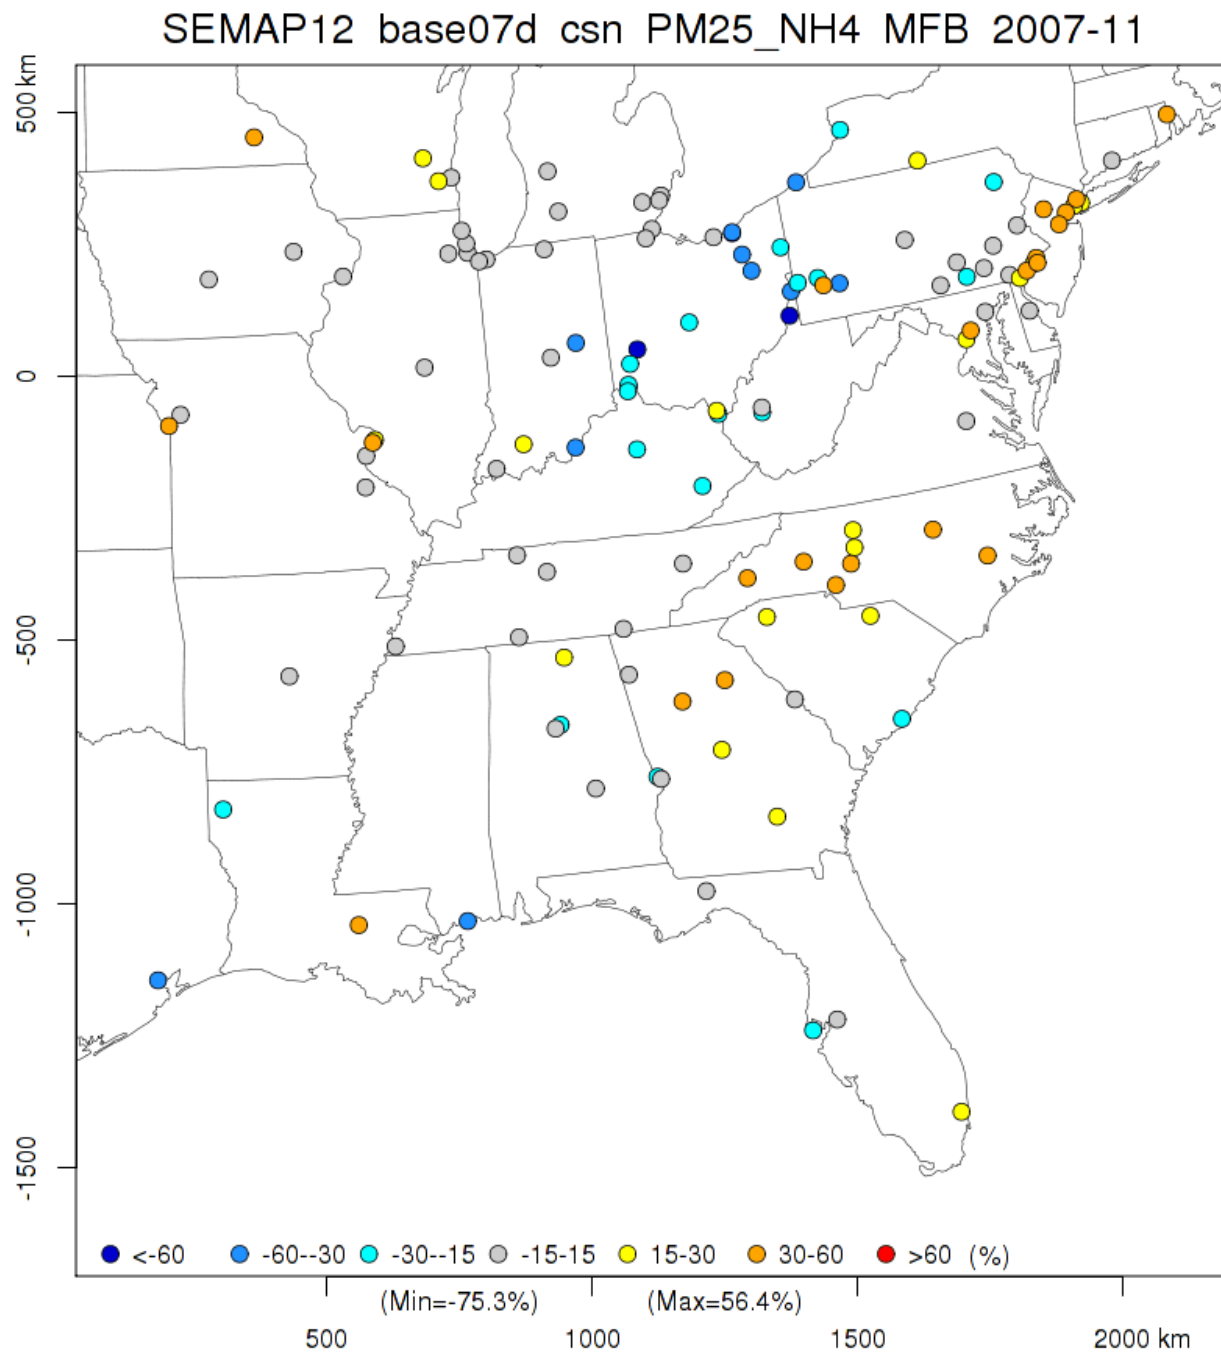 SEMAP12 base07d csn PM25_NH4 MFB 2007-11
500 km
0
-500
-1000
-1500
<-60 -60--30 -30--15 -15-15 15-30 30-60 >60 (%)
(Min=-75.3%) (Max=56.4%)
500 1000 1500 2000 km